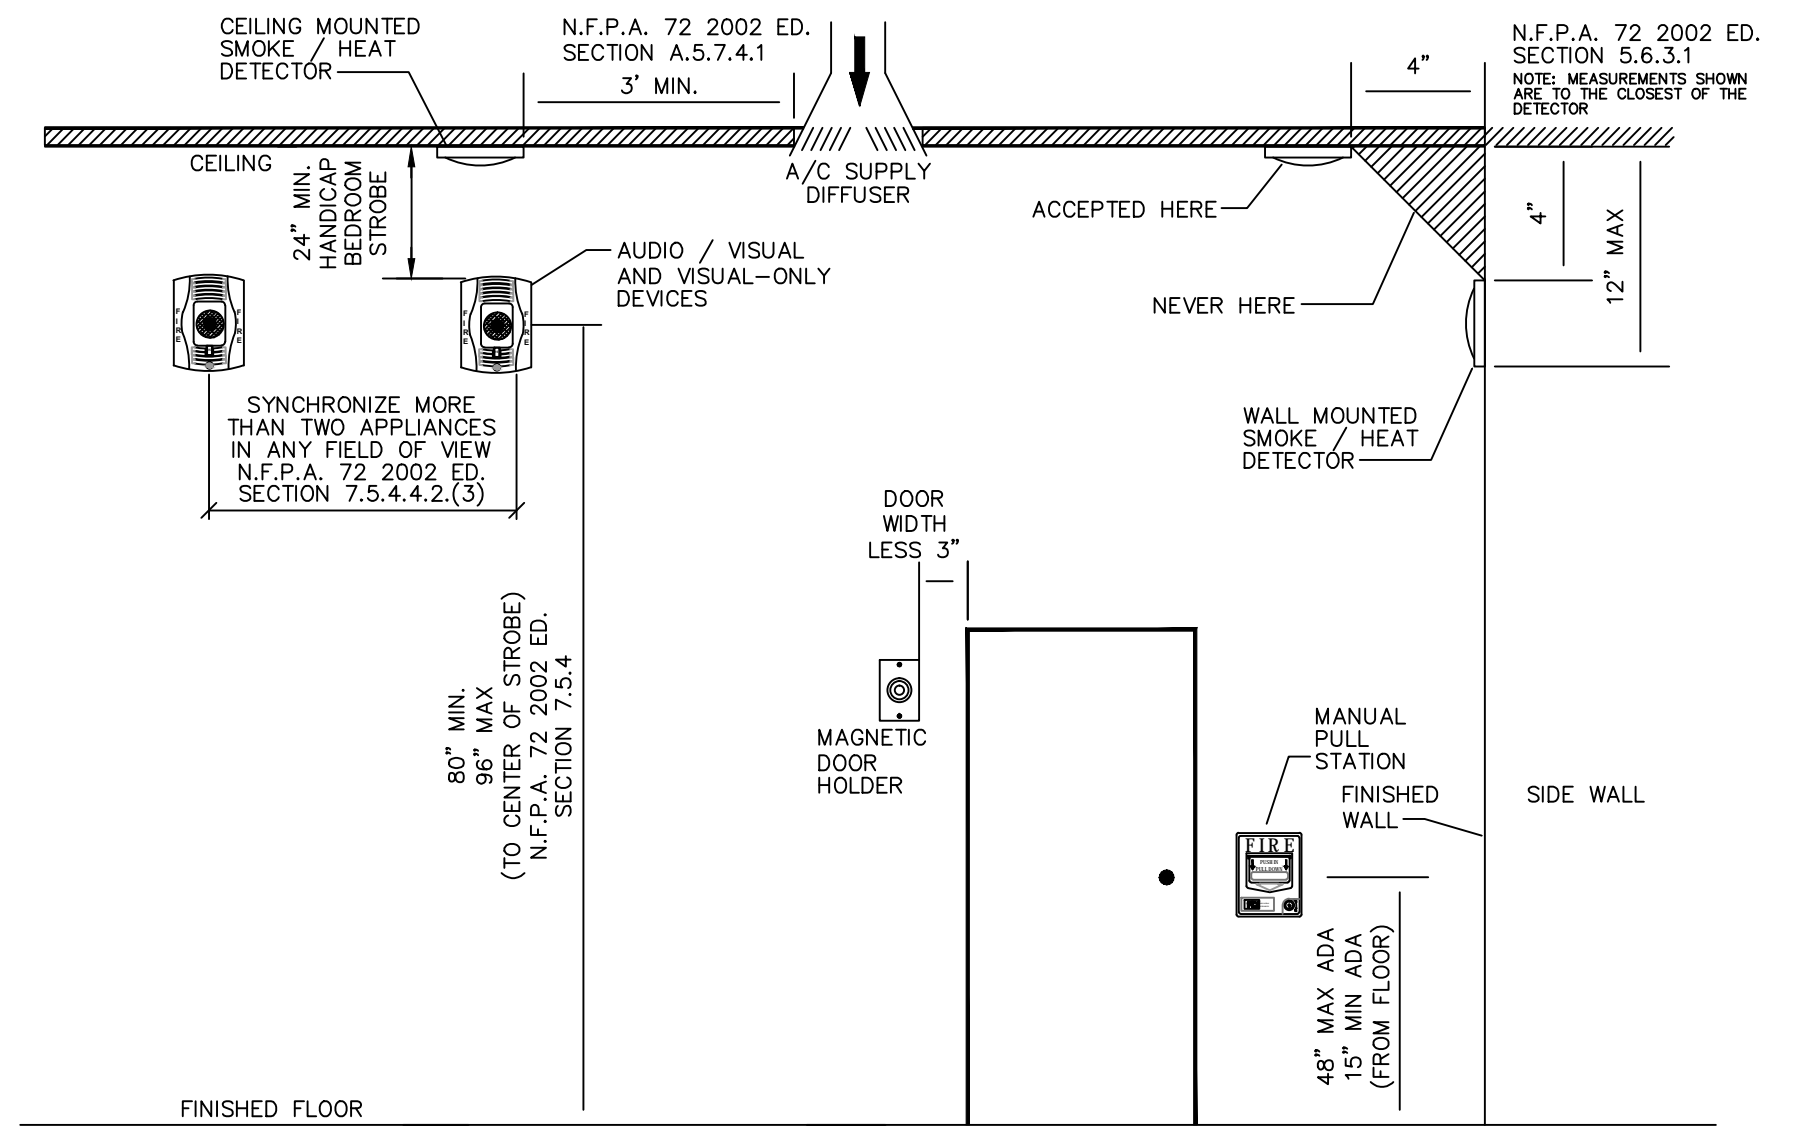 CEILING MOUNTED
SMOKE / HEAT
DETECTOR
N.F.P.A. 72 2002 ED.
SECTION A.5.7.4.1
3' MIN.
4"
N.F.P.A. 72 2002 ED.
SECTION 5.6.3.1
NOTE: MEASUREMENTS SHOWN
ARE TO THE CLOSEST OF THE
DETECTOR
CEILING
24" MIN.
HANDICAP
BEDROOM
STROBE
A/C SUPPLY
DIFFUSER
ACCEPTED HERE
4"
12" MAX
AUDIO / VISUAL
AND VISUAL-ONLY
DEVICES
NEVER HERE
FIRE
FIRE
FIRE
FIRE
SYNCHRONIZE MORE
THAN TWO APPLIANCES
IN ANY FIELD OF VIEW
N.F.P.A. 72 2002 ED.
SECTION 7.5.4.4.2.(3)
WALL MOUNTED
SMOKE / HEAT
DETECTOR
DOOR
WIDTH
LESS 3"
80" MIN.
96" MAX
(TO CENTER OF STROBE)
N.F.P.A. 72 2002 ED.
SECTION 7.5.4
MAGNETIC
DOOR
HOLDER
MANUAL
PULL
STATION
FINISHED
WALL
SIDE WALL
FIRE
PUSH IN
PULL DOWN
48" MAX ADA
15" MIN ADA
(FROM FLOOR)
FINISHED FLOOR